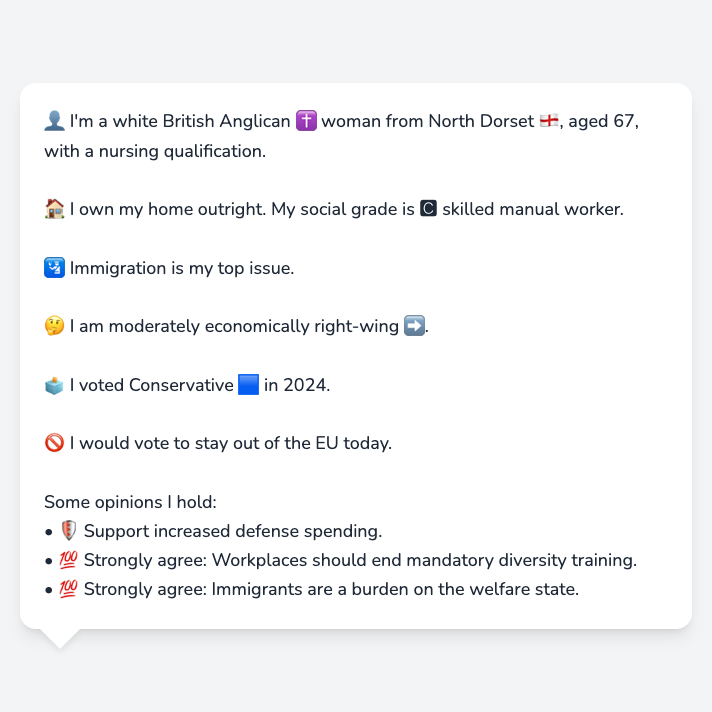 👤 I'm a white British Anglican ✝️ woman from North Dorset 🏴󠁧󠁢󠁥󠁮󠁧󠁿, aged 67,
with a nursing qualification.
🏠 I own my home outright. My social grade is 🅲 skilled manual worker.
🛂 Immigration is my top issue.
🤔 I am moderately economically right-wing ➡️.
🗳️ I voted Conservative 🟦 in 2024.
🚫 I would vote to stay out of the EU today.
Some opinions I hold:
• 🛡️ Support increased defense spending.
• 💯 Strongly agree: Workplaces should end mandatory diversity training.
• 💯 Strongly agree: Immigrants are a burden on the welfare state.